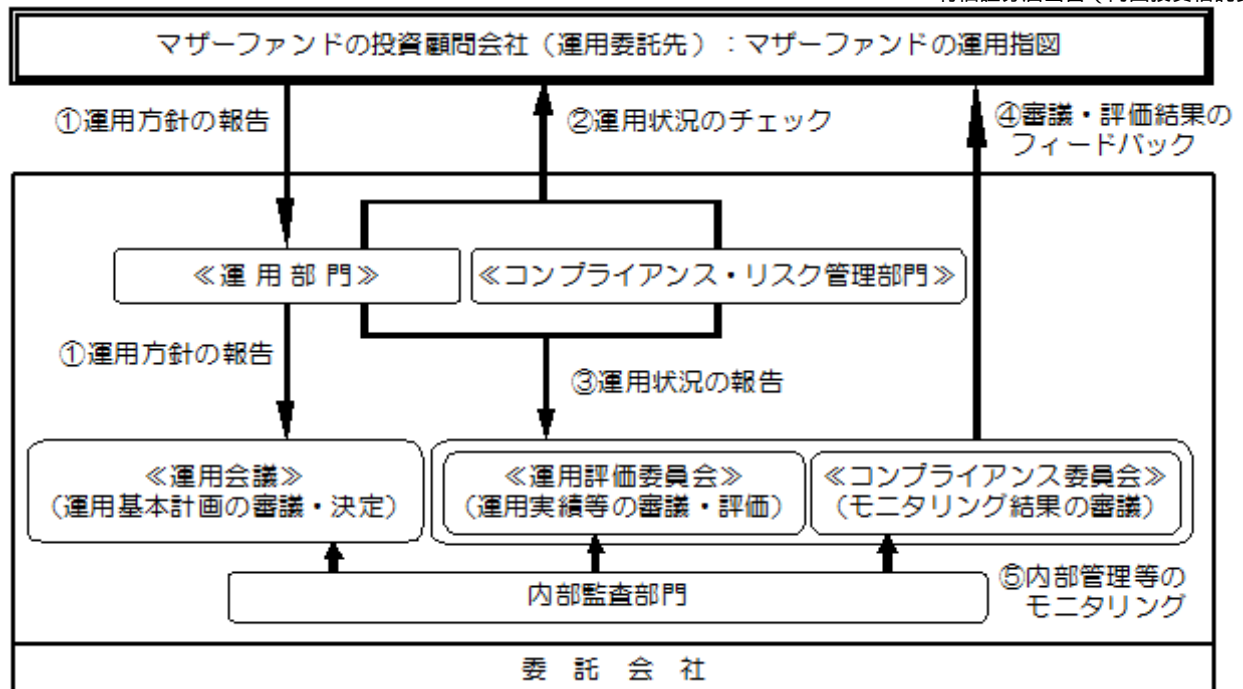 マザーファンドの投資顧問会社（運用委託先）：マザーファンドの運用指図
①運用方針の報告
②運用状況のチェック
④審議・評価結果の
フィードバック
≪運 用 部 門≫
≪コンプライアンス・リスク管理部門≫
①運用方針の報告
③運用状況の報告
≪運用会議≫
（運用基本計画の審議・決定）
≪運用評価委員会≫
（運用実績等の審議・評価）
≪コンプライアンス委員会≫
（モニタリング結果の審議）
内部監査部門
⑤内部管理等の
モニタリング
委 託 会 社